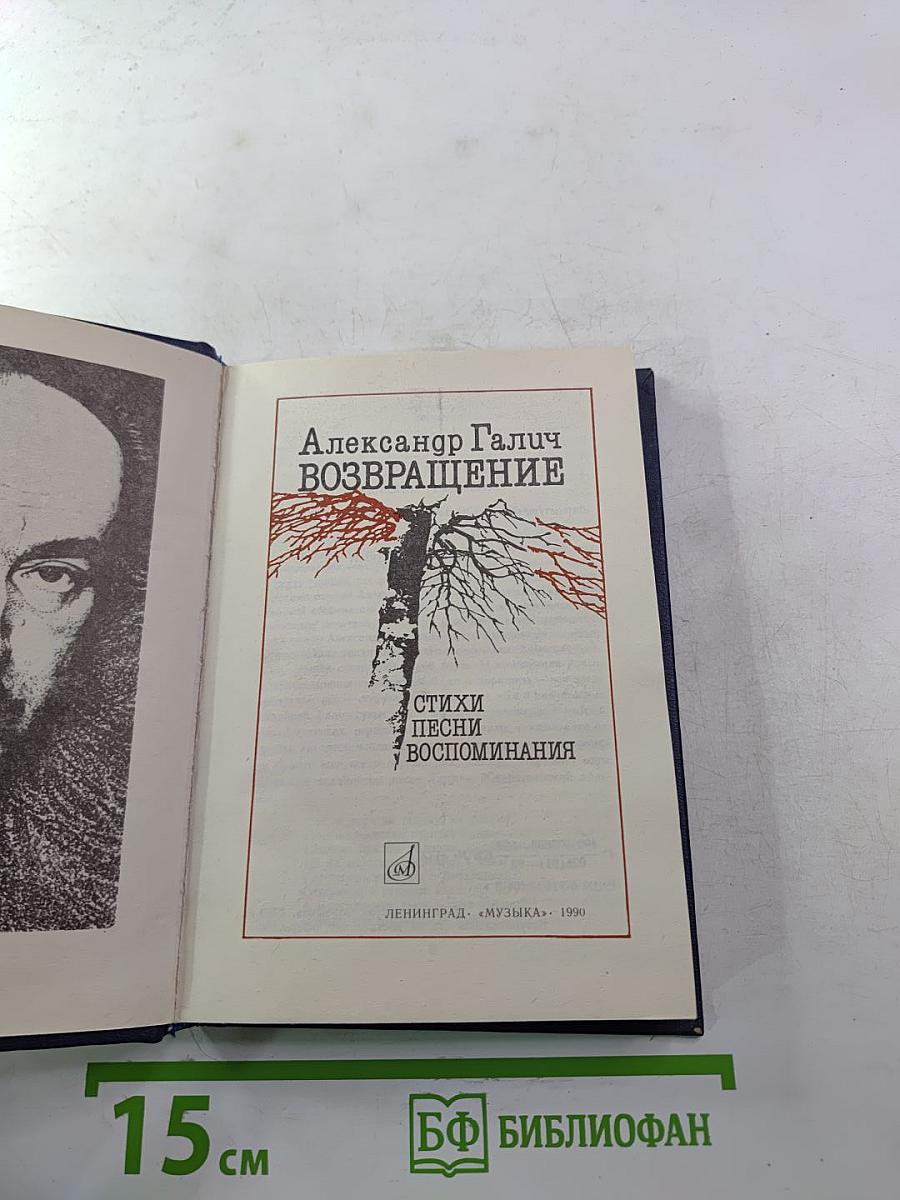 Александр Галич
ВОЗВРАЩЕНИЕ
СТИХИ
ПЕСНИ
ВОСПОМИНАНИЯ
ЛЕНИНГРАД · «МУЗЫКА» · 1990
15 см
БФ БИБЛИОФАН